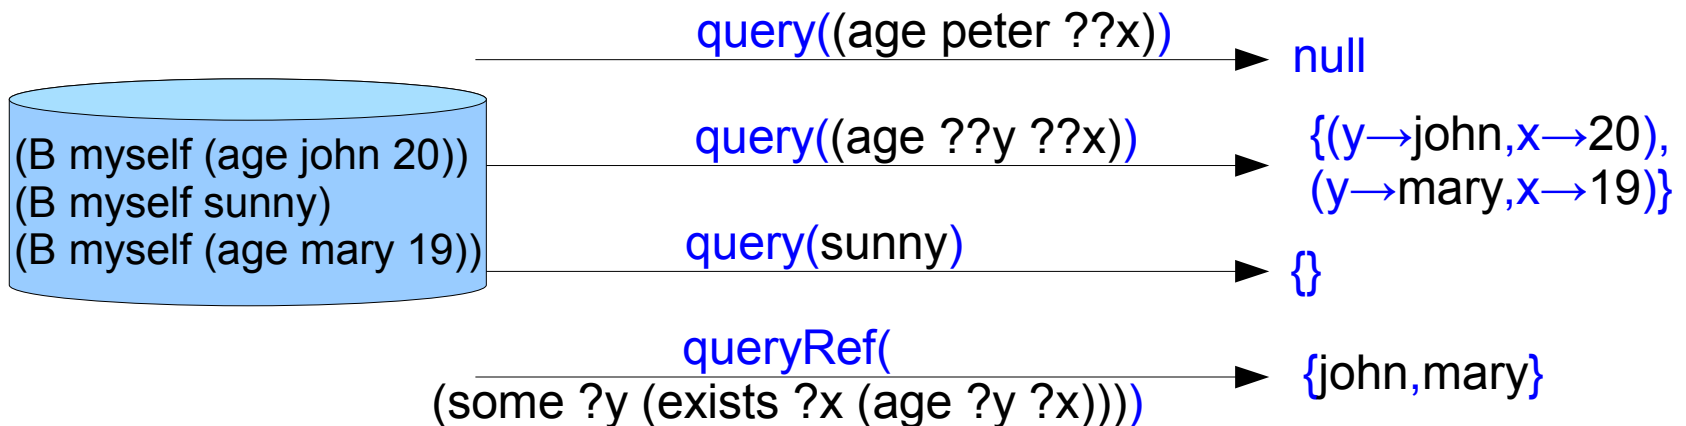 query((age peter ??x))
null
(B myself (age john 20))
(B myself sunny)
(B myself (age mary 19))
query((age ??y ??x))
{(y→john,x→20),
(y→mary,x→19)}
query(sunny)
{}
queryRef(
(some ?y (exists ?x (age ?y ?x))))
{john,mary}